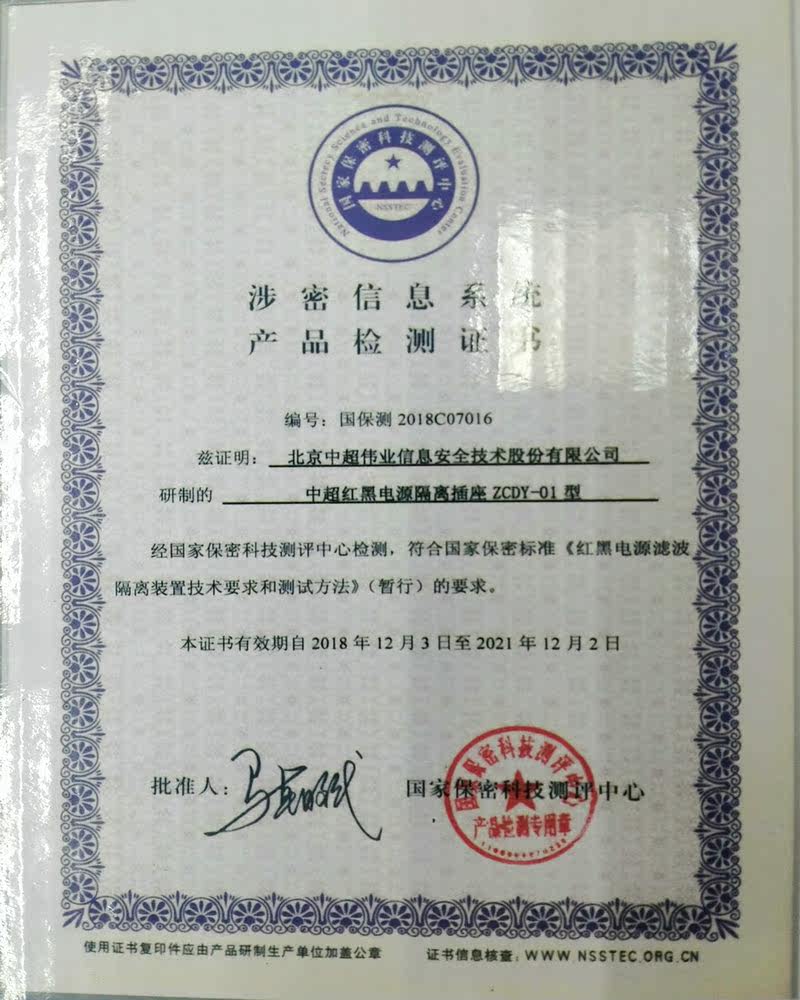 National Secrecy Science and Technology Evaluation Center
国家保密科技测评中心
NSSTEC
涉密信息系统
产品检测证书
编号：国保测 2018C07016
兹证明：北京中超伟业信息安全技术股份有限公司
研制的 中超红黑电源隔离插座 ZCDY-01 型
经国家保密科技测评中心检测，符合国家保密标准《红黑电源滤波
隔离装置技术要求和测试方法》（暂行）的要求。
本证书有效期自 2018 年 12 月 3 日至 2021 年 12 月 2 日
批准人：
国家保密科技测评中心
国家保密科技测评中心
产品检测专用章
使用证书复印件应由产品研制生产单位加盖公章
证书信息核查：WWW.NSSTEC.ORG.CN